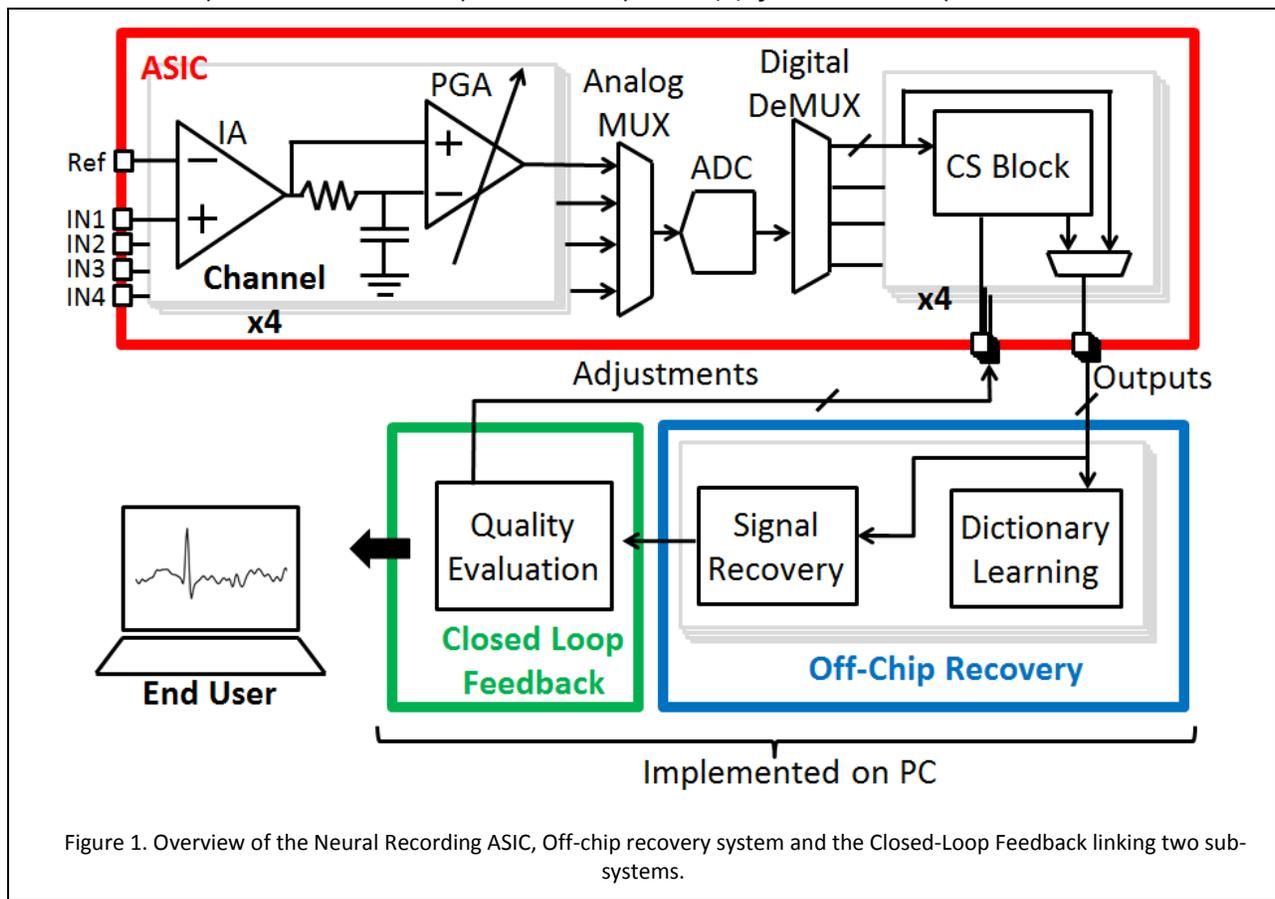 ASIC
PGA
Analog
MUX
Digital
DeMUX
IA
Ref
+
−
IN1
+
−
IN2
IN3
IN4
Channel
x4
ADC
CS Block
x4
Adjustments
Outputs
Quality
Evaluation
Signal
Recovery
Dictionary
Learning
Closed Loop
Feedback
Off-Chip Recovery
End User
Implemented on PC
Figure 1. Overview of the Neural Recording ASIC, Off-chip recovery system and the Closed-Loop Feedback linking two sub-
systems.